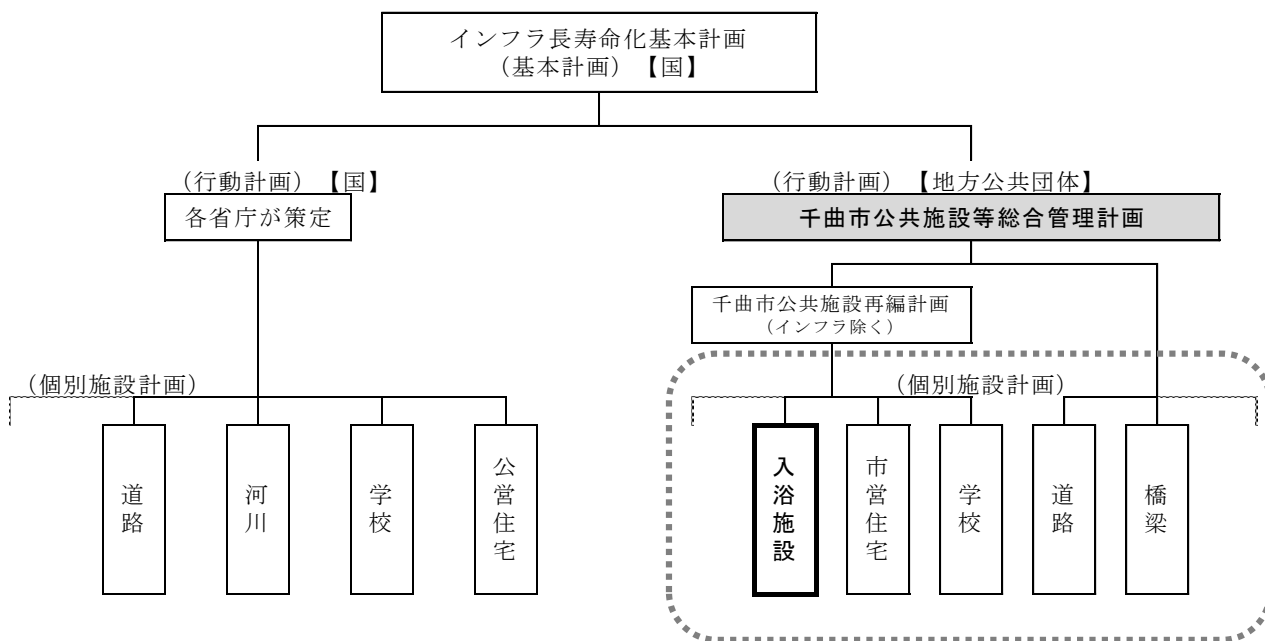 インフラ長寿命化基本計画
(基本計画)【国】
(行動計画)【国】
各省庁が策定
(行動計画)【地方公共団体】
千曲市公共施設等総合管理計画
千曲市公共施設再編計画
(インフラ除く)
(個別施設計画)
道路
河川
学校
公営住宅
(個別施設計画)
入浴施設
市営住宅
学校
道路
橋梁